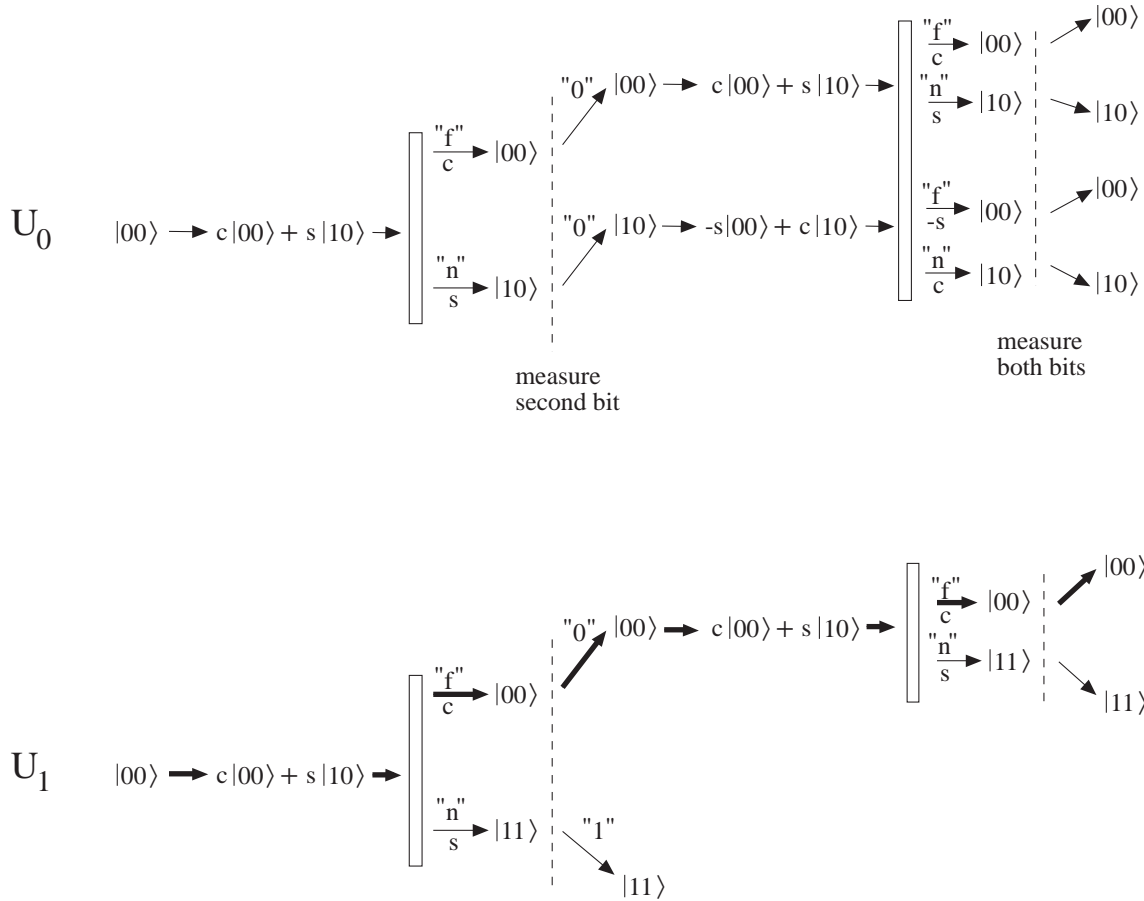 "f" c |00⟩ |00⟩
"0" |00⟩ c |00⟩ + s |10⟩ "n" s |10⟩ |10⟩
"f" c |00⟩
U0 |00⟩ c |00⟩ + s |10⟩ "0" |10⟩ -s|00⟩ + c |10⟩ "f" -s |00⟩ |00⟩
"n" s |10⟩ "n" c |10⟩ |10⟩
measure
second bit
measure
both bits
"f" c |00⟩ |00⟩
"0" |00⟩ c |00⟩ + s |10⟩ "n" s |11⟩ |11⟩
"f" c |00⟩
U1 |00⟩ c |00⟩ + s |10⟩
"n" s |11⟩ "1" |11⟩